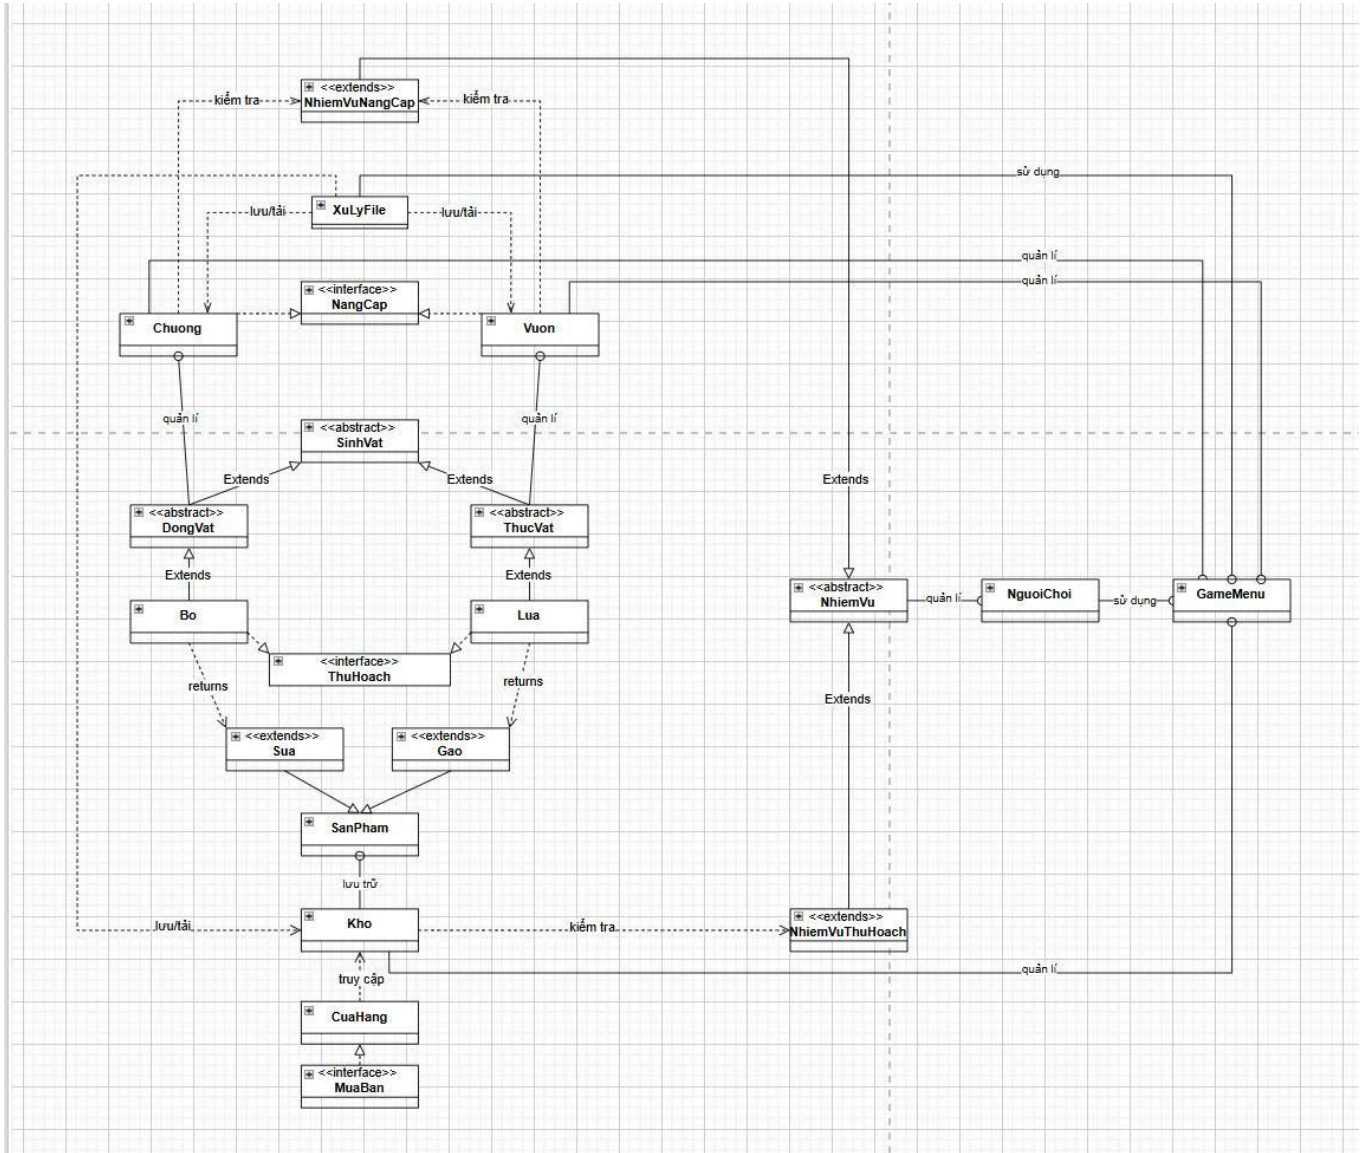 <<extends>>
NhiemVuNangCap
kiểm tra
kiểm tra
sử dụng
XuLyFile
lưu/tải
lưu/tải
quản lí
quản lí
<<interface>>
NangCap
Chuong
Vuon
quản lí
quản lí
<<abstract>>
SinhVat
Extends
Extends
Extends
<<abstract>>
DongVat
<<abstract>>
ThucVat
Extends
Extends
<<abstract>>
NhiemVu
quản lí
NguoiChoi
sử dụng
GameMenu
Bo
Lua
<<interface>>
ThuHoach
returns
returns
Extends
<<extends>>
Sua
<<extends>>
Gao
SanPham
lưu trữ
Kho
lưu/tải
kiểm tra
<<extends>>
NhiemVuThuHoach
quản lí
truy cập
CuaHang
<<interface>>
MuaBan